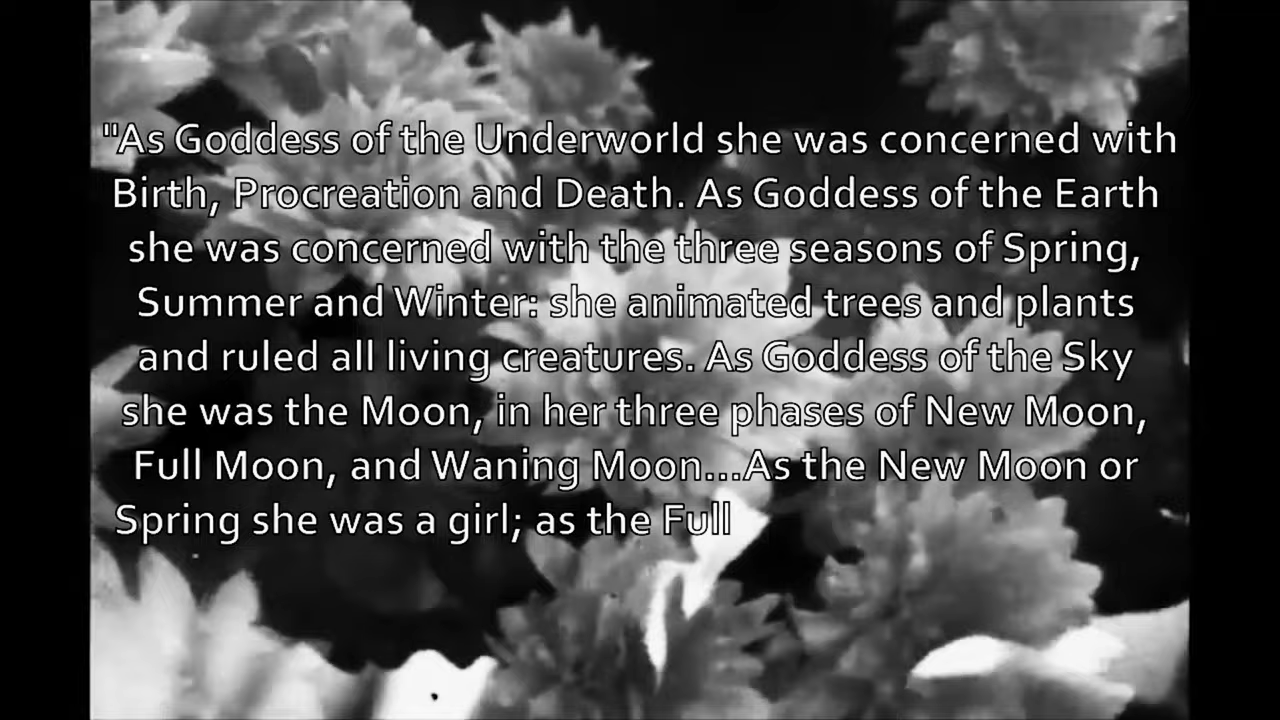 "As Goddess of the Underworld she was concerned with
Birth, Procreation and Death. As Goddess of the Earth
she was concerned with the three seasons of Spring,
Summer and Winter: she animated trees and plants
and ruled all living creatures. As Goddess of the Sky
she was the Moon, in her three phases of New Moon,
Full Moon, and Waning Moon...As the New Moon or
Spring she was a girl; as the Full